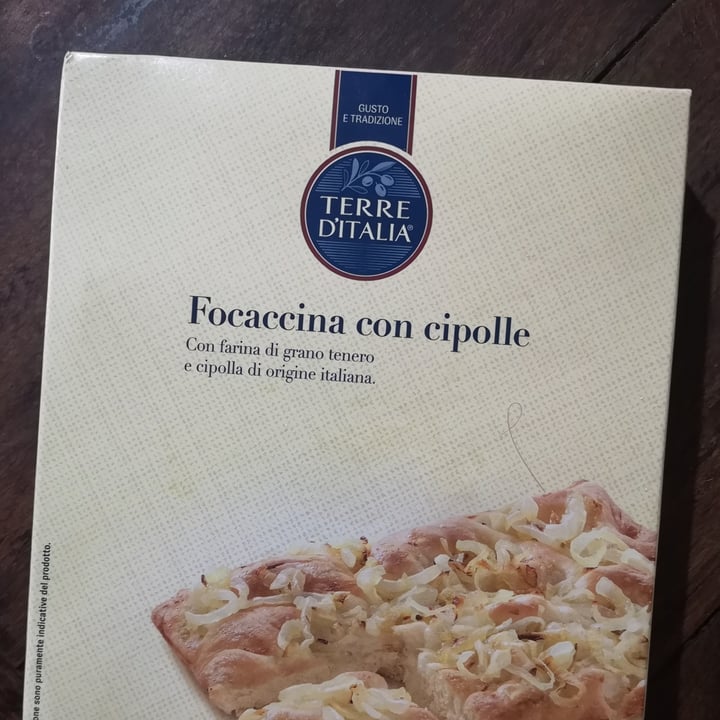 GUSTO
E TRADIZIONE
TERRE
D'ITALIA®
Focaccina con cipolle
Con farina di grano tenero
e cipolla di origine italiana.
one sono puramente indicative del prodotto.